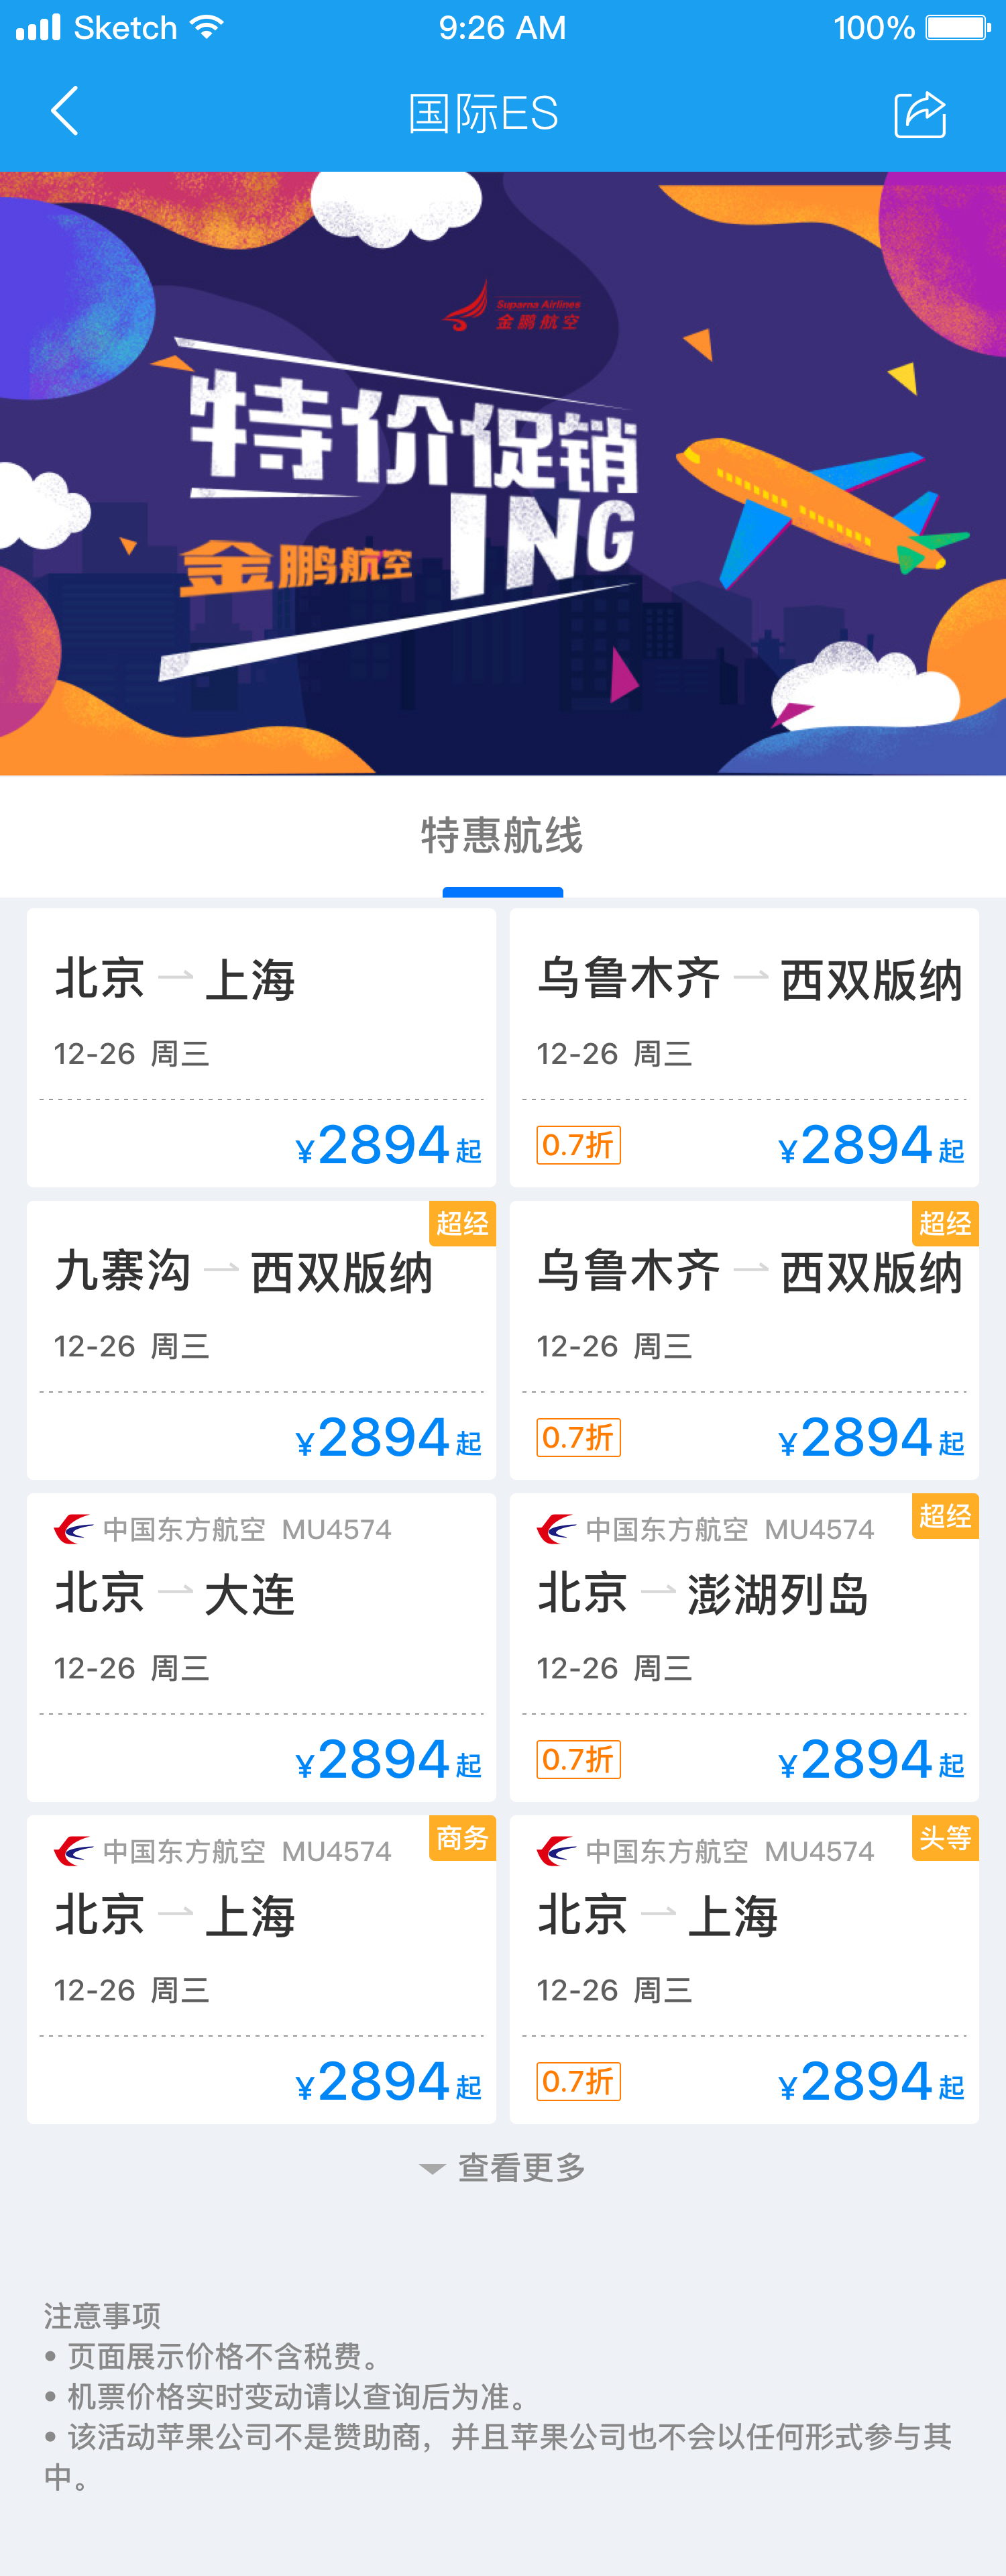 Sketch 9:26 AM 100%
国际ES
Suparna Airlines
金鹏航空
特价促销
ING
金鹏航空
特惠航线
北京 上海
12-26 周三
¥2894起
乌鲁木齐 西双版纳
12-26 周三
0.7折 ¥2894起
超经
九寨沟 西双版纳
12-26 周三
¥2894起
超经
乌鲁木齐 西双版纳
12-26 周三
0.7折 ¥2894起
中国东方航空 MU4574
北京 大连
12-26 周三
¥2894起
超经
中国东方航空 MU4574
北京 澎湖列岛
12-26 周三
0.7折 ¥2894起
商务
中国东方航空 MU4574
北京 上海
12-26 周三
¥2894起
头等
中国东方航空 MU4574
北京 上海
12-26 周三
0.7折 ¥2894起
查看更多
注意事项
• 页面展示价格不含税费。
• 机票价格实时变动请以查询后为准。
• 该活动苹果公司不是赞助商，并且苹果公司也不会以任何形式参与其
中。